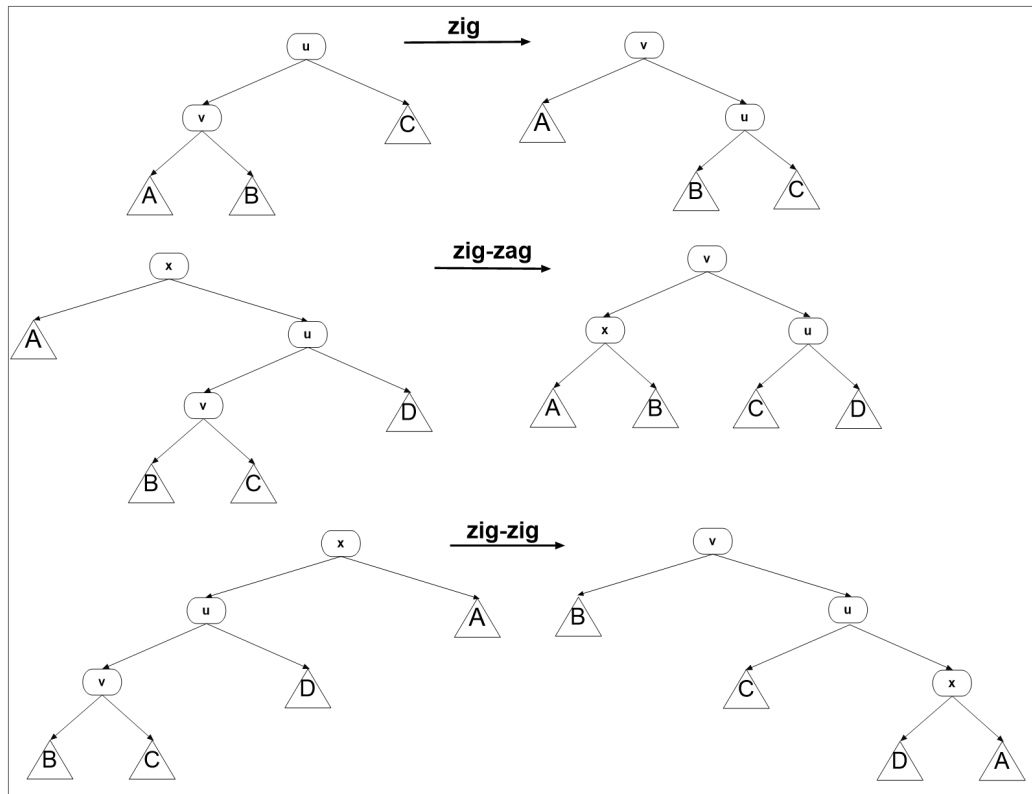 zig
u v
v C A u
A B B C
zig-zag
x v
A u x u
v D A B C D
B C
zig-zig
x v
u A B u
v D C x
B C D A